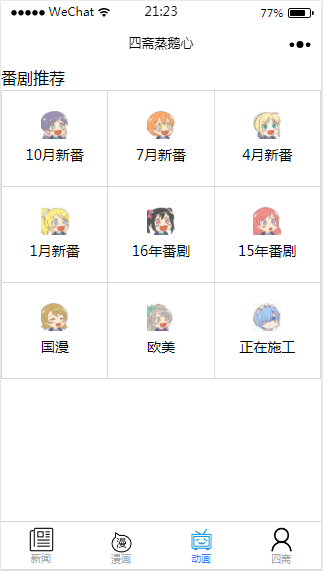 WeChat 21:23 77%
四斋蒸鹅心
番剧推荐
10月新番 7月新番 4月新番
1月新番 16年番剧 15年番剧
国漫 欧美 正在施工
漫
新闻 漫画 动画 四斋